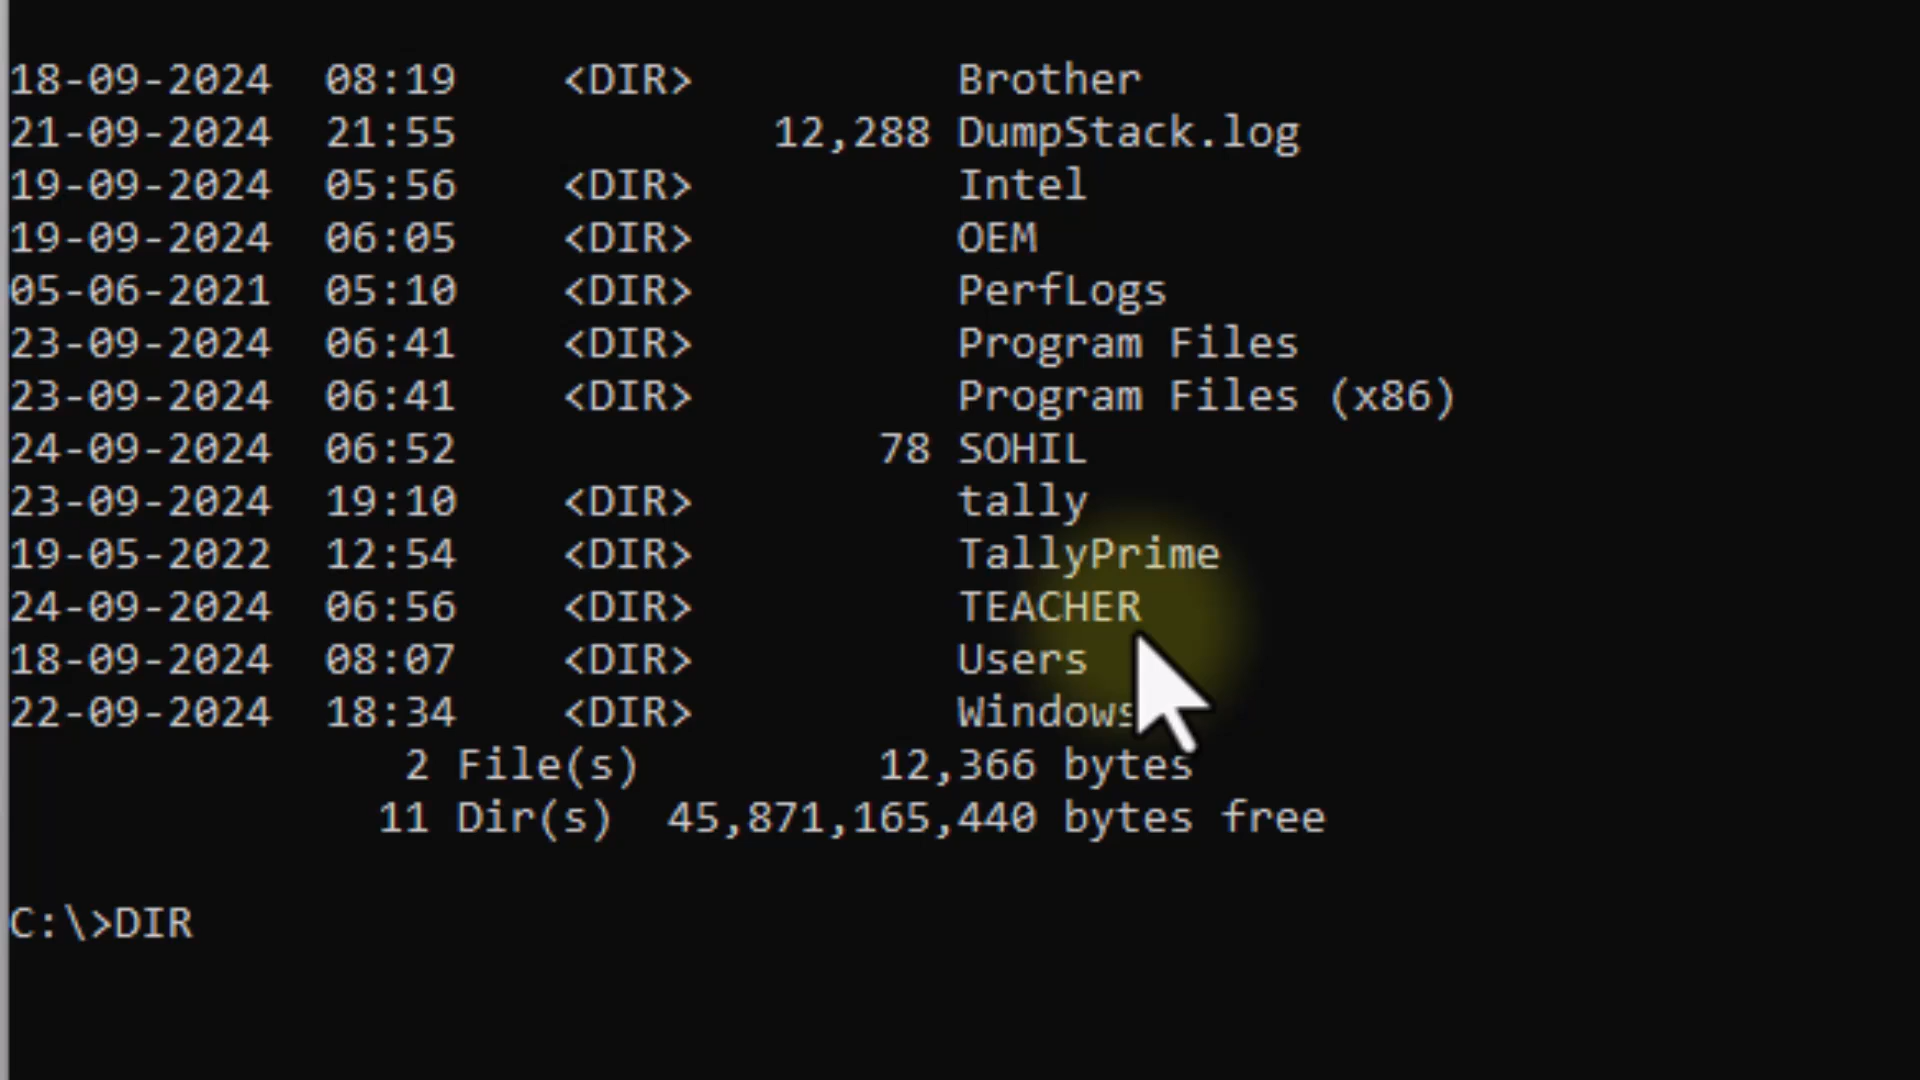 18-09-2024  08:19    <DIR>          Brother
21-09-2024  21:55            12,288 DumpStack.log
19-09-2024  05:56    <DIR>          Intel
19-09-2024  06:05    <DIR>          OEM
05-06-2021  05:10    <DIR>          PerfLogs
23-09-2024  06:41    <DIR>          Program Files
23-09-2024  06:41    <DIR>          Program Files (x86)
24-09-2024  06:52                78 SOHIL
23-09-2024  19:10    <DIR>          tally
19-05-2022  12:54    <DIR>          TallyPrime
24-09-2024  06:56    <DIR>          TEACHER
18-09-2024  08:07    <DIR>          Users
22-09-2024  18:34    <DIR>          Windows
               2 File(s)         12,366 bytes
              11 Dir(s)  45,871,165,440 bytes free
C:\>DIR